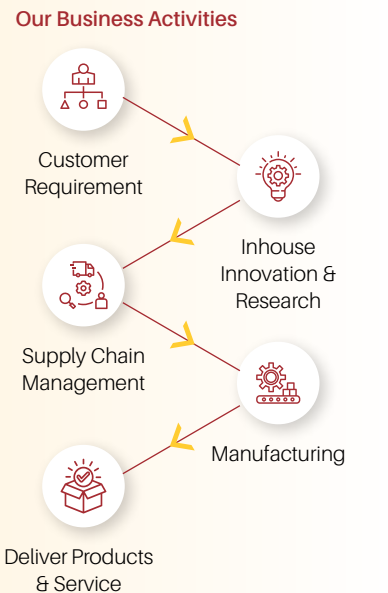 Our Business Activities
Customer
Requirement
Inhouse
Innovation &
Research
Supply Chain
Management
Manufacturing
Deliver Products
& Service